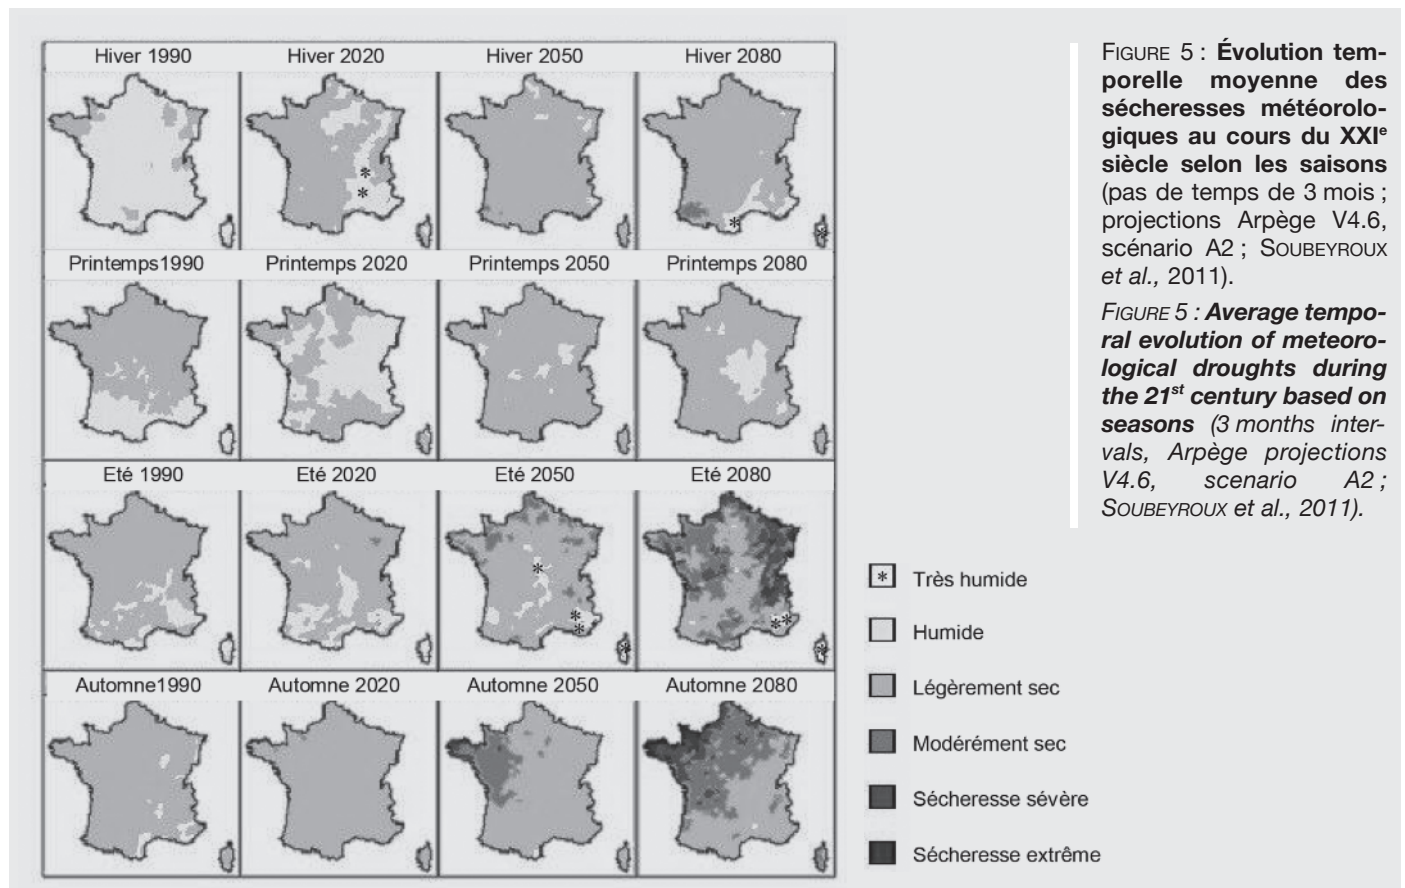 Hiver 1990
Hiver 2020
Hiver 2050
Hiver 2080
Printemps1990
Printemps 2020
Printemps 2050
Printemps 2080
Eté 1990
Eté 2020
Eté 2050
Eté 2080
Automne1990
Automne 2020
Automne 2050
Automne 2080
* Très humide
Humide
Légèrement sec
Modérément sec
Sécheresse sévère
Sécheresse extrême
FIGURE 5 : Évolution tem-
porelle moyenne des
sécheresses météorolo-
giques au cours du XXIe
siècle selon les saisons
(pas de temps de 3 mois ;
projections Arpège V4.6,
scénario A2 ; SOUBEYROUX
et al., 2011).
FIGURE 5 : Average tempo-
ral evolution of meteoro-
logical droughts during
the 21st century based on
seasons (3 months inter-
vals, Arpège projections
V4.6, scenario A2 ;
SOUBEYROUX et al., 2011).